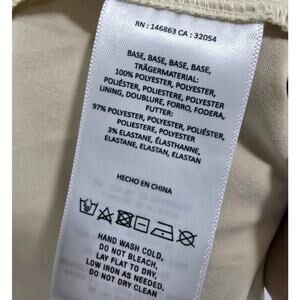 RN : 146863 CA : 32054
BASE, BASE, BASE, BASE,
TRÄGERMATERIAL:
100% POLYESTER, POLYESTER,
POLIÉSTER, POLIESTERE, POLYESTER
LINING, DOUBLURE, FORRO, FODERA,
FUTTER:
97% POLYESTER, POLYESTER, POLIÉSTER,
POLIESTERE, POLYESTER
3% ELASTANE, ÉLASTHANNE,
ELASTANE, ELASTAN, ELASTAN
HECHO EN CHINA
HAND WASH COLD,
DO NOT BLEACH,
LAY FLAT TO DRY,
LOW IRON AS NEEDED,
DO NOT DRY CLEAN